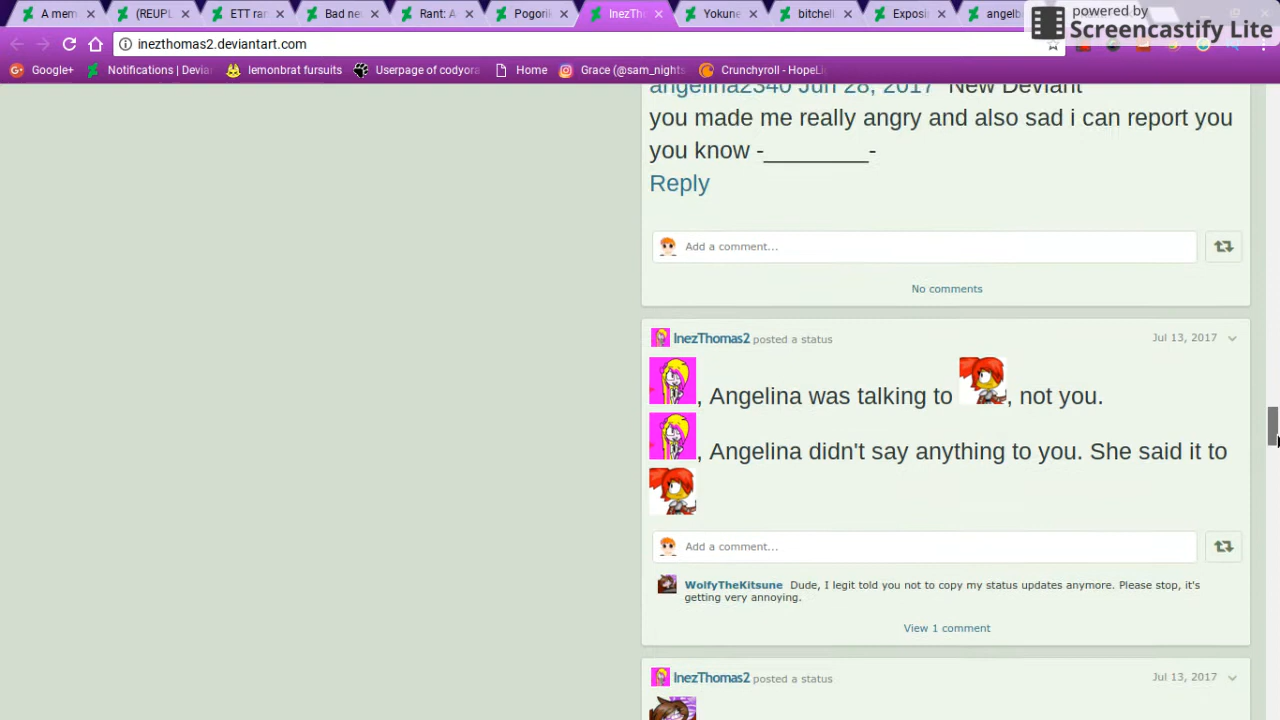 A mem
(REUPL
ETT ra
Bad m
Rant: A
Pogori
InezTh
Yokune
bitchell
Exposi
angelb
powered by
Screencastify Lite
inezthomas2.deviantart.com
Google+
Notifications | Devia
lemonbrat fursuits
Userpage of codyora
Home
Grace (@sam_nights
Crunchyroll - HopeLi
angelina2340 Jun 28, 2017 New Deviant
you made me really angry and also sad i can report you
you know -________-
Reply
Add a comment...
No comments
InezThomas2 posted a status
Jul 13, 2017
, Angelina was talking to , not you.
, Angelina didn't say anything to you. She said it to
Add a comment...
WolfyTheKitsune Dude, I legit told you not to copy my status updates anymore. Please stop, it's
getting very annoying.
View 1 comment
InezThomas2 posted a status
Jul 13, 2017